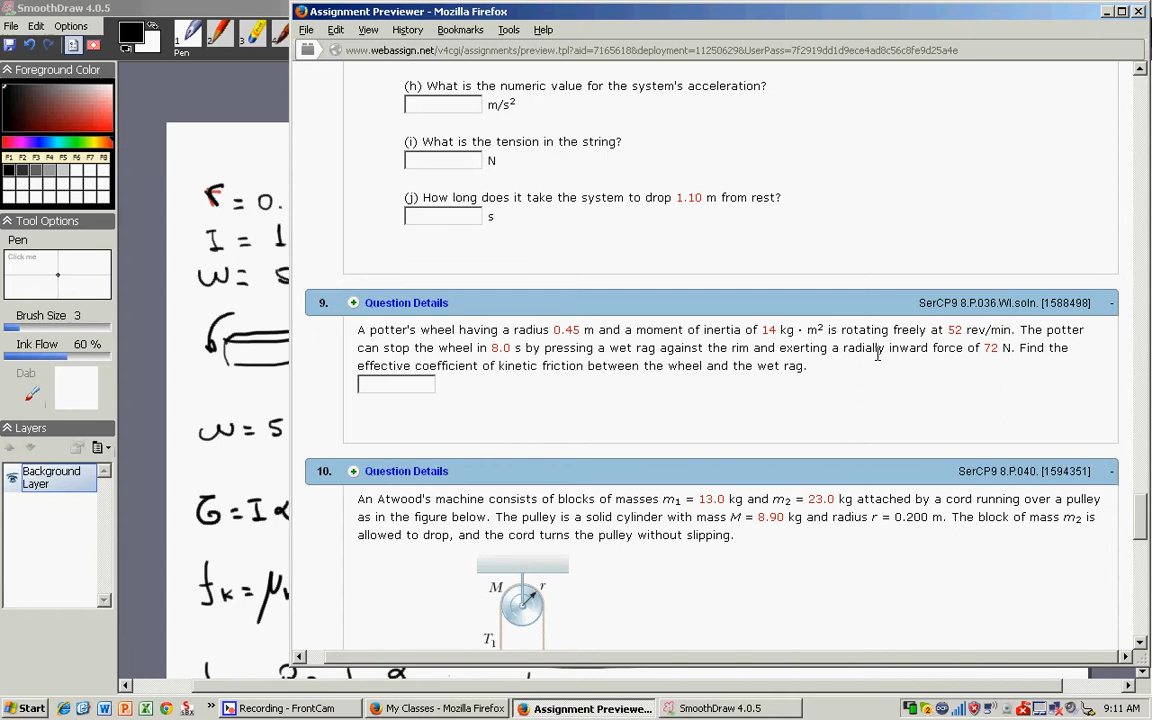 SmoothDraw 4.0.5
File Edit Options
Pen
Foreground Color
F1 F2 F3 F4 F5 F6 F7 F8
Tool Options
Pen
Click me
Brush Size 3
Ink Flow 60 %
Dab
Layers
Background
Layer
r = 0.
I = 1
ω = 5
ω = 5
τ = I α
fk = μ
Assignment Previewer - Mozilla Firefox
File Edit View History Bookmarks Tools Help
www.webassign.net/v4cgi/assignments/preview.tpl?aid=7165618&deployment=11250629&UserPass=7f2919dd1d9ece4ad8c56c8fe9d25a4e
(h) What is the numeric value for the system's acceleration?
m/s²
(i) What is the tension in the string?
N
(j) How long does it take the system to drop 1.10 m from rest?
s
9. Question Details SerCP9 8.P.036.WI.soln. [1588498] -
A potter's wheel having a radius 0.45 m and a moment of inertia of 14 kg · m² is rotating freely at 52 rev/min. The potter
can stop the wheel in 8.0 s by pressing a wet rag against the rim and exerting a radially inward force of 72 N. Find the
effective coefficient of kinetic friction between the wheel and the wet rag.
10. Question Details SerCP9 8.P.040. [1594351] -
An Atwood's machine consists of blocks of masses m1 = 13.0 kg and m2 = 23.0 kg attached by a cord running over a pulley
as in the figure below. The pulley is a solid cylinder with mass M = 8.90 kg and radius r = 0.200 m. The block of mass m2 is
allowed to drop, and the cord turns the pulley without slipping.
M r
T1
Start Recording - FrontCam My Classes - Mozilla Firefox Assignment Previewer... SmoothDraw 4.0.5 9:11 AM